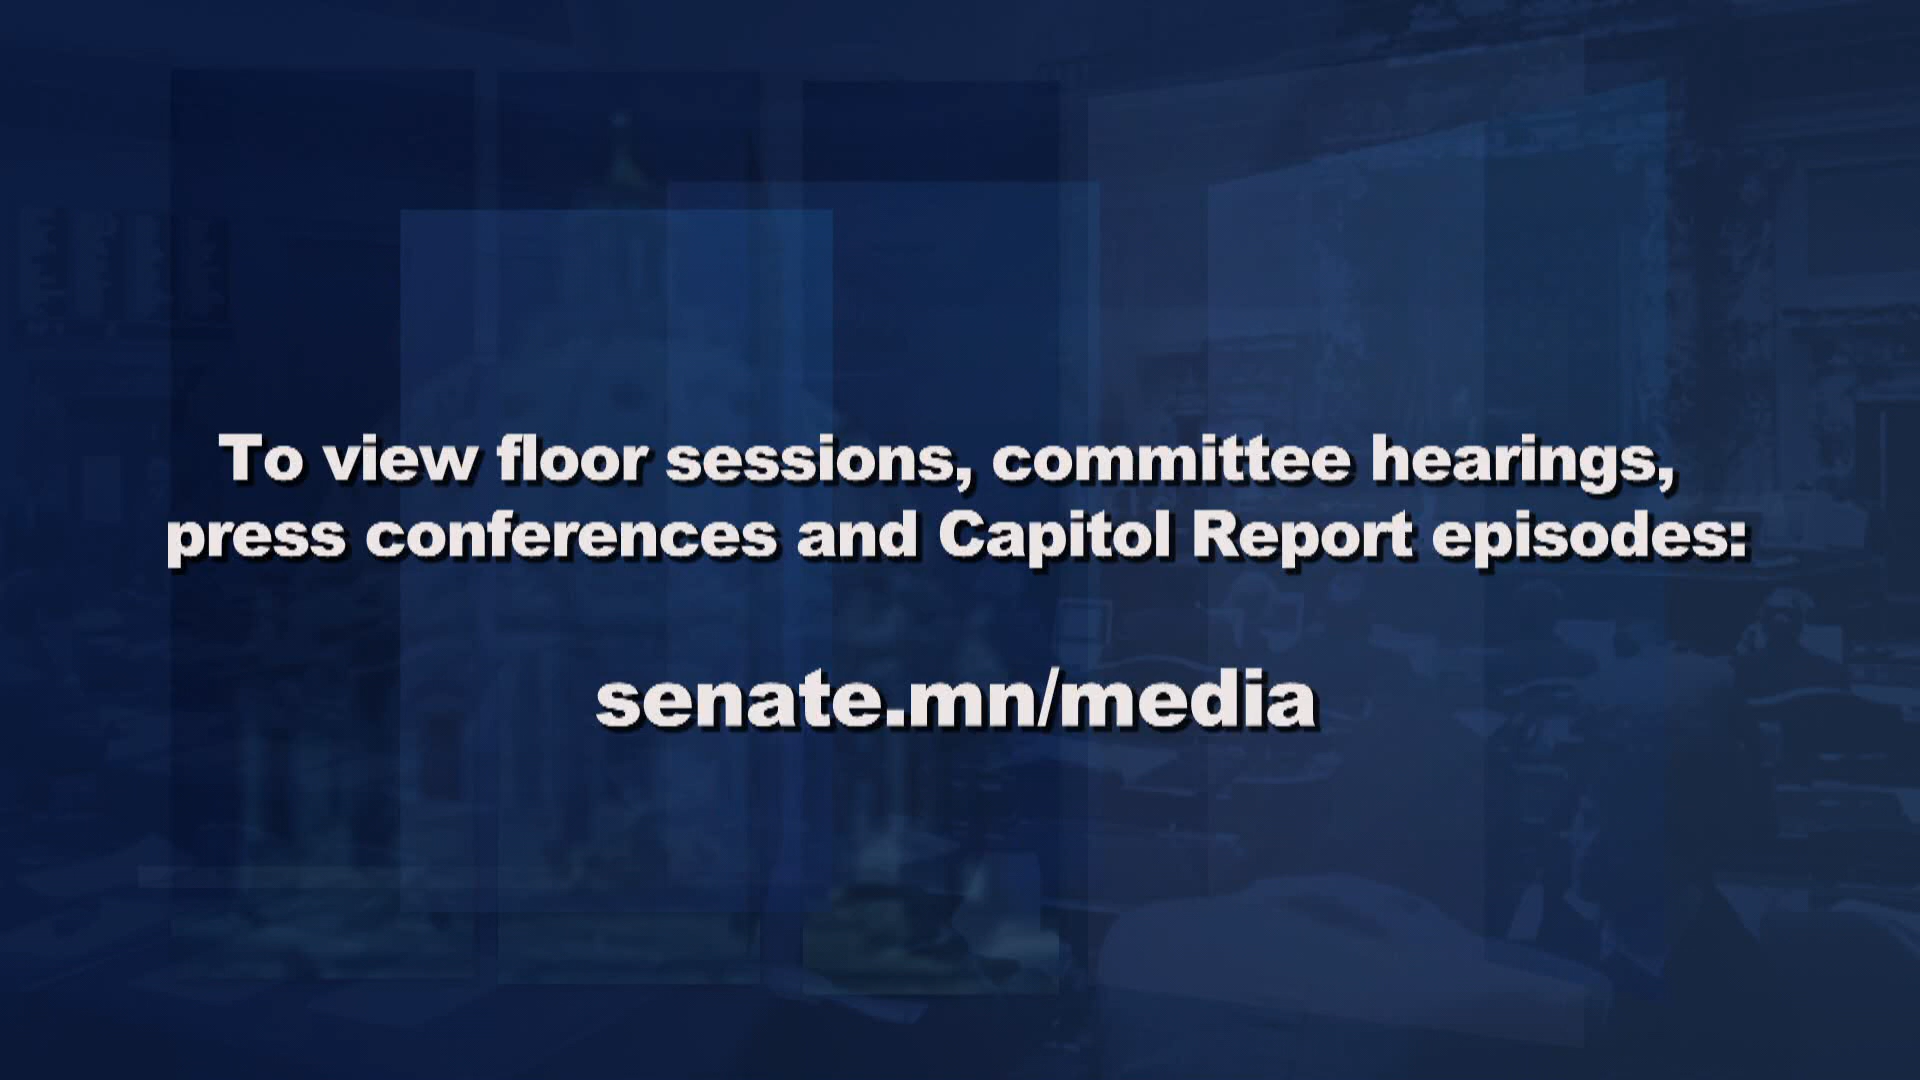 To view floor sessions, committee hearings,
press conferences and Capitol Report episodes:
senate.mn/media